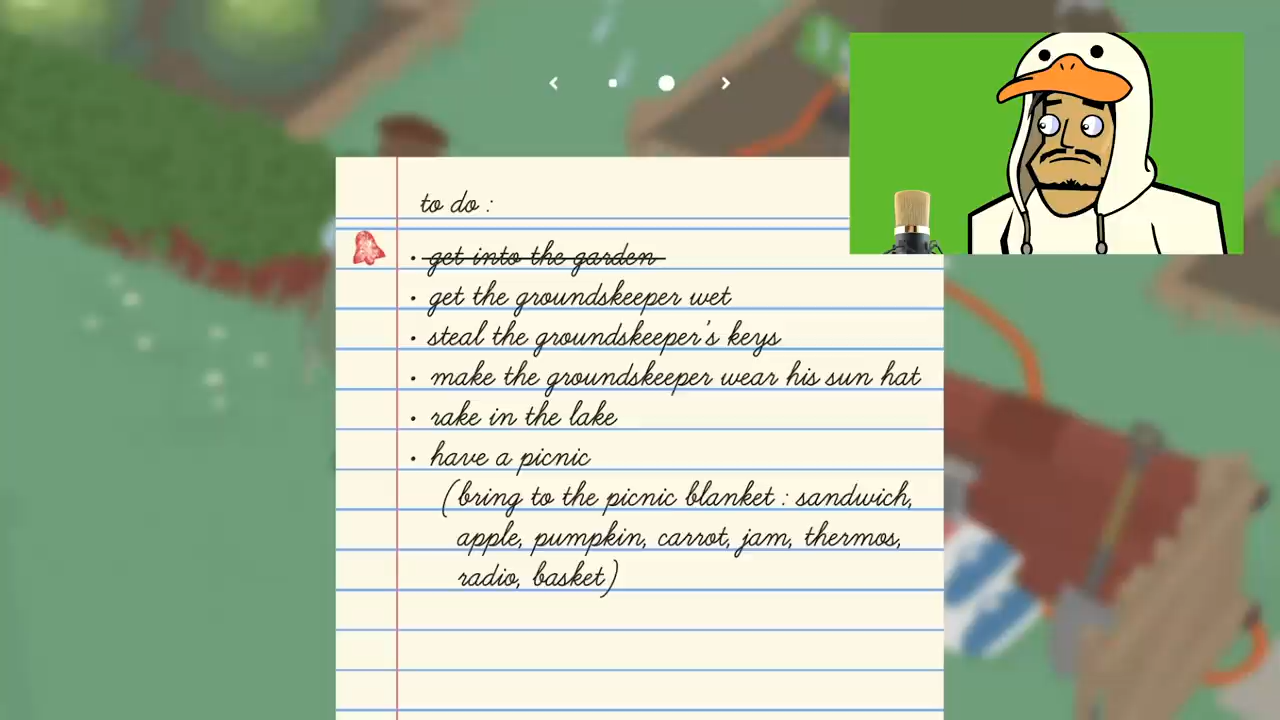 to do :
• get into the garden
• get the groundskeeper wet
• steal the groundskeeper's keys
• make the groundskeeper wear his sun hat
• rake in the lake
• have a picnic
(bring to the picnic blanket : sandwich,
apple, pumpkin, carrot, jam, thermos,
radio, basket)